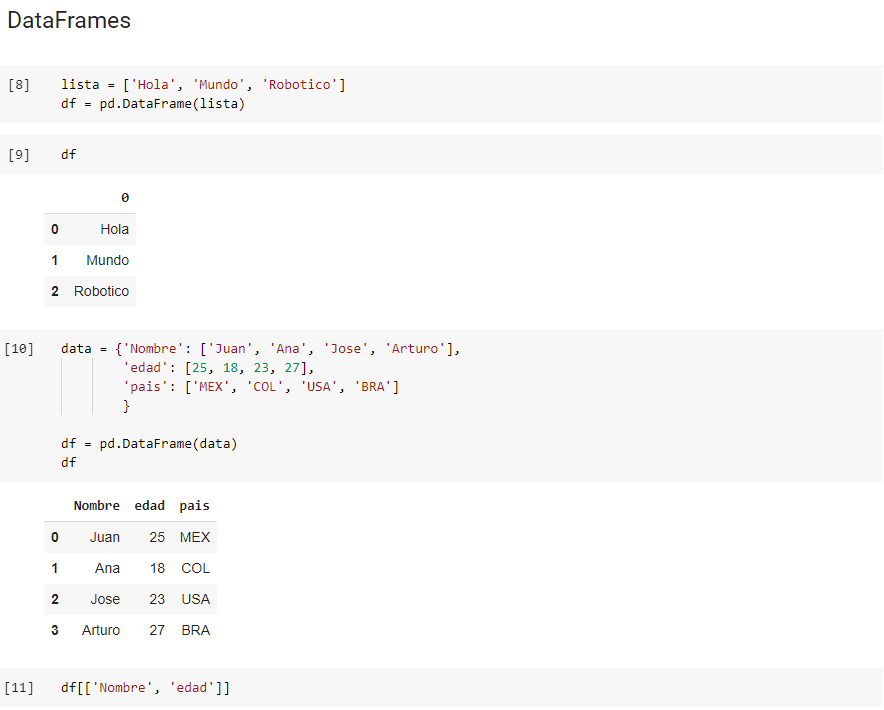 DataFrames
[8] lista = ['Hola', 'Mundo', 'Robotico']
df = pd.DataFrame(lista)
[9] df
0
0 Hola
1 Mundo
2 Robotico
[10] data = {'Nombre': ['Juan', 'Ana', 'Jose', 'Arturo'],
'edad': [25, 18, 23, 27],
'pais': ['MEX', 'COL', 'USA', 'BRA']
}
df = pd.DataFrame(data)
df
Nombre edad pais
0 Juan 25 MEX
1 Ana 18 COL
2 Jose 23 USA
3 Arturo 27 BRA
[11] df[['Nombre', 'edad']]